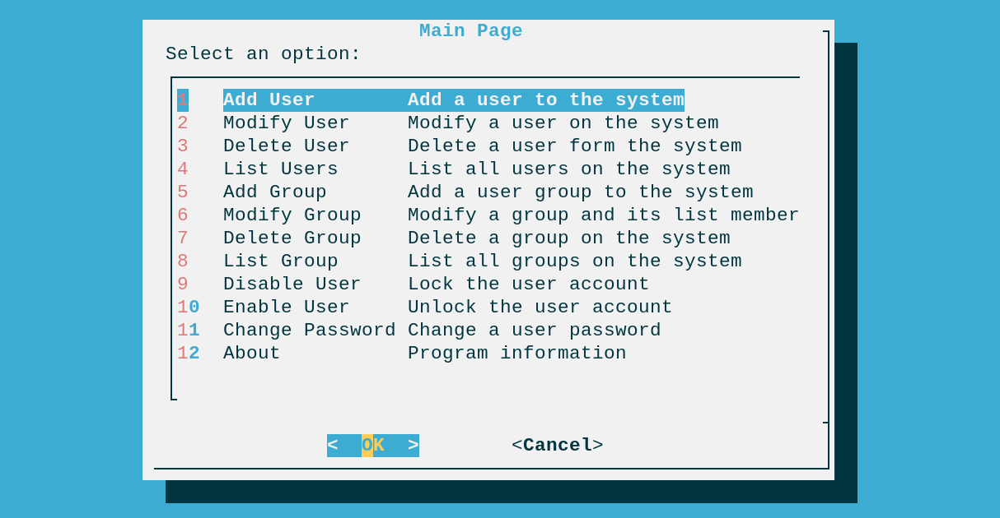 Main Page
Select an option:
1 Add User Add a user to the system
2 Modify User Modify a user on the system
3 Delete User Delete a user form the system
4 List Users List all users on the system
5 Add Group Add a user group to the system
6 Modify Group Modify a group and its list member
7 Delete Group Delete a group on the system
8 List Group List all groups on the system
9 Disable User Lock the user account
10 Enable User Unlock the user account
11 Change Password Change a user password
12 About Program information
< OK > <Cancel>